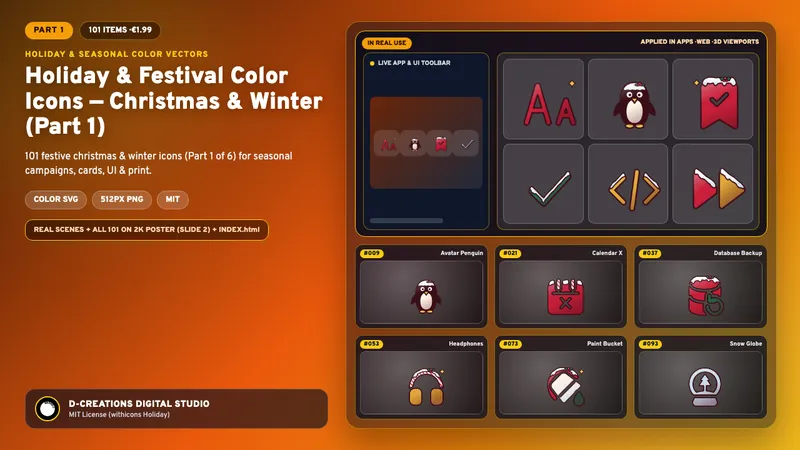 PART 1
101 ITEMS -€1.99
HOLIDAY & SEASONAL COLOR VECTORS
Holiday & Festival Color
Icons — Christmas & Winter
(Part 1)
101 festive christmas & winter icons (Part 1 of 6) for seasonal
campaigns, cards, UI & print.
COLOR SVG
512PX PNG
MIT
REAL SCENES + ALL 101 ON 2K POSTER (SLIDE 2) + INDEX.html
D-CREATIONS DIGITAL STUDIO
MIT License (withicons Holiday)
IN REAL USE
APPLIED IN APPS -WEB -3D VIEWPORTS
LIVE APP & UI TOOLBAR
#009
Avatar Penguin
#021
Calendar X
#037
Database Backup
#053
Headphones
#073
Paint Bucket
#093
Snow Globe